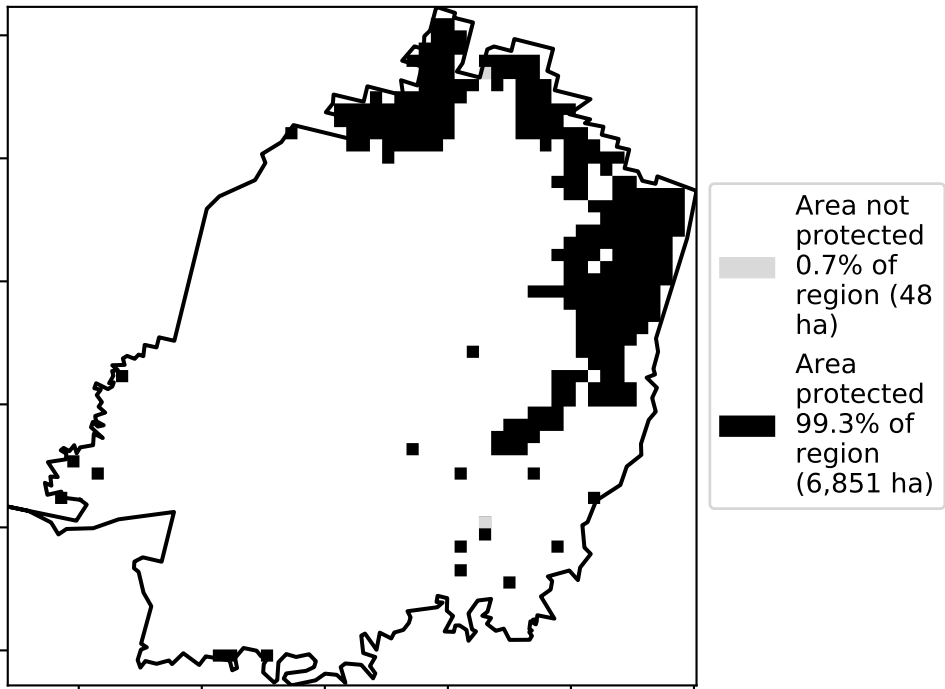 Area not
protected
0.7% of
region (48
ha)
Area
protected
99.3% of
region
(6,851 ha)